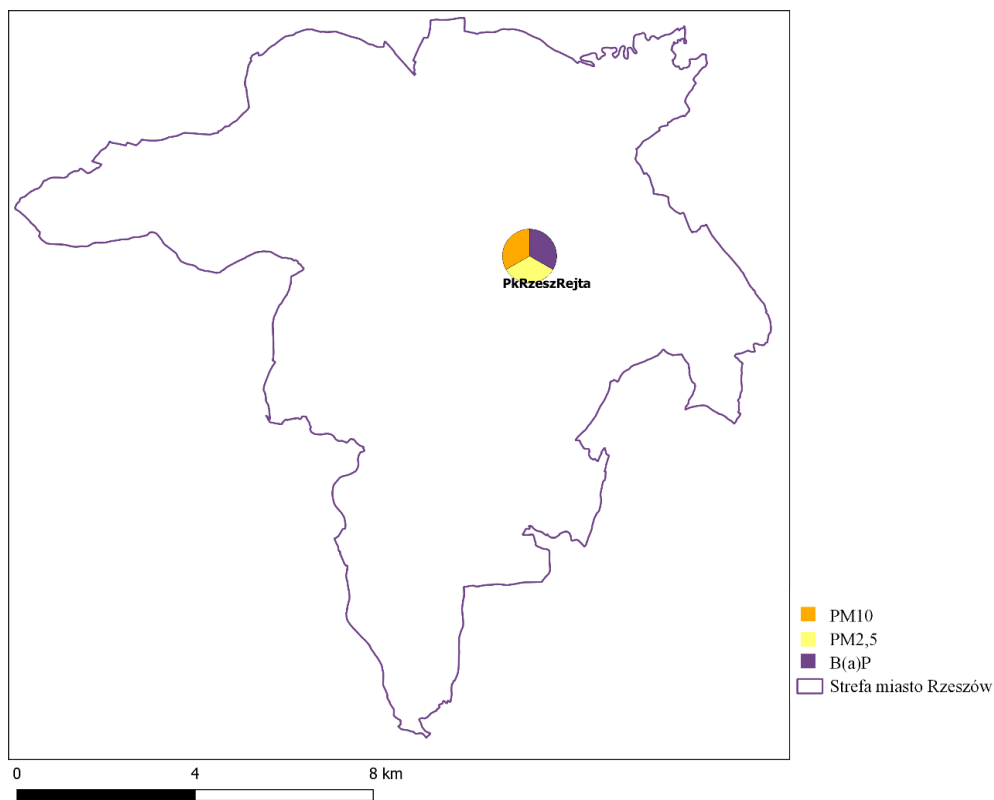 PkRzeszRejta
PM10
PM2,5
B(a)P
Strefa miasto Rzeszów
0 4 8 km